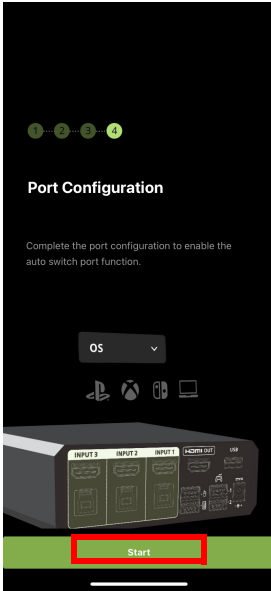 1 2 3 4
Port Configuration
Complete the port configuration to enable the
auto switch port function.
OS
INPUT 3 INPUT 2 INPUT 1 HDMI OUT USB
Start